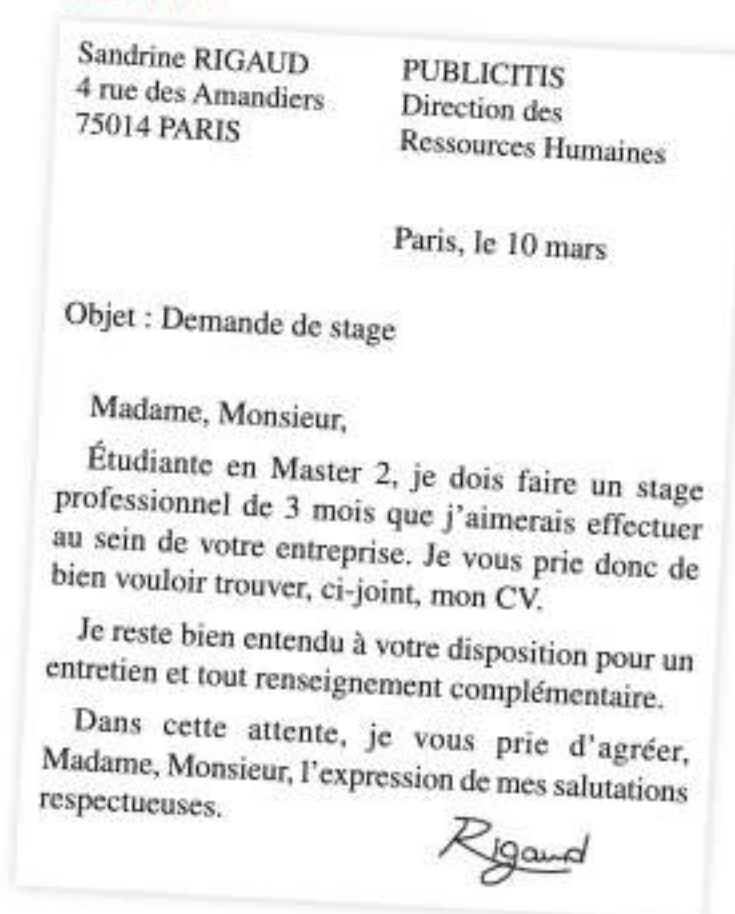 Sandrine RIGAUD
4 rue des Amandiers
75014 PARIS
PUBLICITIS
Direction des
Ressources Humaines
Paris, le 10 mars
Objet : Demande de stage
Madame, Monsieur,
Étudiante en Master 2, je dois faire un stage
professionnel de 3 mois que j'aimerais effectuer
au sein de votre entreprise. Je vous prie donc de
bien vouloir trouver, ci-joint, mon CV.
Je reste bien entendu à votre disposition pour un
entretien et tout renseignement complémentaire.
Dans cette attente, je vous prie d'agréer,
Madame, Monsieur, l'expression de mes salutations
respectueuses.
Rigaud